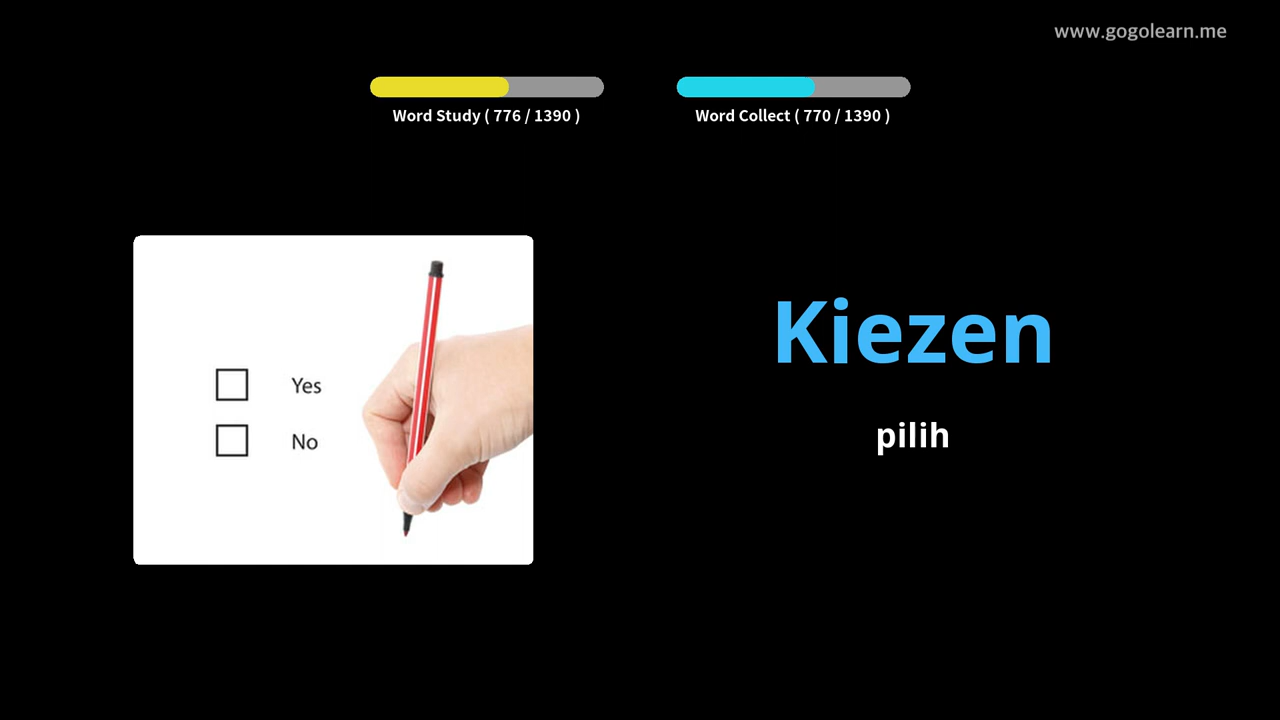 www.gogolearn.me
Word Study ( 776 / 1390 )
Word Collect ( 770 / 1390 )
Yes
No
Kiezen
pilih